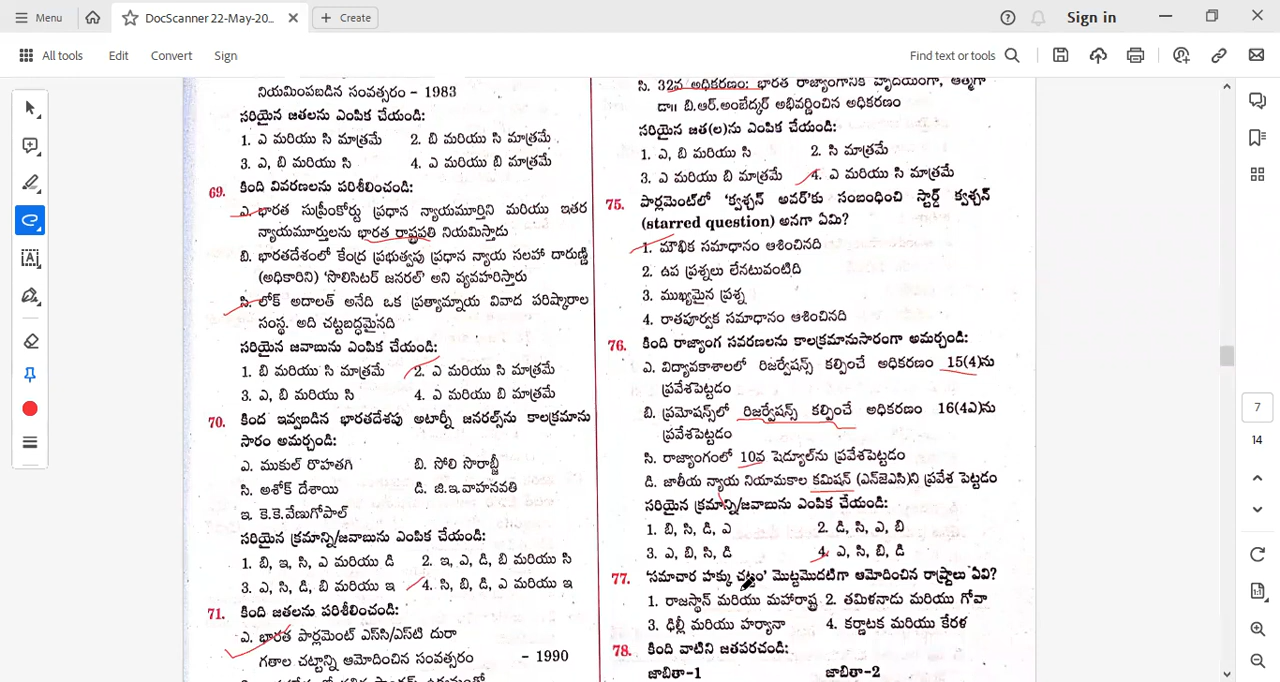 Menu
DocScanner 22-May-20...
Create
Sign in
All tools
Edit
Convert
Sign
Find text or tools
నియమింపబడిన సంవత్సరం - 1983
సరియైన జతలను ఎంపిక చేయండి:
1. ఎ మరియు సి మాత్రమే 2. బి మరియు సి మాత్రమే
3. ఎ, బి మరియు సి 4. ఎ మరియు బి మాత్రమే
69. కింది వివరణలను పరిశీలించండి:
ఎ. భారత సుప్రీంకోర్టు ప్రధాన న్యాయమూర్తిని మరియు ఇతర
న్యాయమూర్తులను భారత రాష్ట్రపతి నియమిస్తాడు
బి. భారతదేశంలో కేంద్ర ప్రభుత్వపు ప్రధాన న్యాయ సలహా దారుణ్ణి
(అధికారిని) 'సొలిసిటర్ జనరల్' అని వ్యవహరిస్తారు
సి. లోక్ అదాలత్ అనేది ఒక ప్రత్యామ్నాయ వివాద పరిష్కారాల
సంస్థ. అది చట్టబద్ధమైనది
సరియైన జవాబును ఎంపిక చేయండి:
1. బి మరియు సి మాత్రమే 2. ఎ మరియు సి మాత్రమే
3. ఎ, బి మరియు సి 4. ఎ మరియు బి మాత్రమే
70. కింద ఇవ్వబడిన భారతదేశపు అటార్నీ జనరల్స్‌ను కాలక్రమాను
సారం అమర్చండి:
ఎ. ముకుల్ రొహతగి బి. సోలి సొరాబ్జీ
సి. అశోక్ దేశాయి డి. జి.ఇ.వాహనవతి
ఇ. కె.కె.వేణుగోపాల్
సరియైన క్రమాన్ని/జవాబును ఎంపిక చేయండి:
1. బి, ఇ, సి, ఎ మరియు డి 2. ఇ, ఎ, డి, బి మరియు సి
3. ఎ, సి, డి, బి మరియు ఇ 4. సి, బి, డి, ఎ మరియు ఇ
71. కింది జతలను పరిశీలించండి:
ఎ. భారత పార్లమెంట్ ఎస్‌సి/ఎస్‌టి దురా
గతాల చట్టాన్ని ఆమోదించిన సంవత్సరం - 1990
సి. 32వ అధికరణం: భారత రాజ్యాంగానికి హృదయంగా, ఆత్మగా
డా॥ బి.ఆర్.అంబేద్కర్ అభివర్ణించిన అధికరణం
సరియైన జత(ల)ను ఎంపిక చేయండి:
1. ఎ, బి మరియు సి 2. సి మాత్రమే
3. ఎ మరియు బి మాత్రమే 4. ఎ మరియు సి మాత్రమే
75. పార్లమెంట్‌లో 'క్వశ్చన్ అవర్'కు సంబంధించి స్టార్డ్ క్వశ్చన్
(starred question) అనగా ఏమి?
1. మౌఖిక సమాధానం ఆశించినది
2. ఉప ప్రశ్నలు లేనటువంటిది
3. ముఖ్యమైన ప్రశ్న
4. రాతపూర్వక సమాధానం ఆశించినది
76. కింది రాజ్యాంగ సవరణలను కాలక్రమానుసారంగా అమర్చండి:
ఎ. విద్యావకాశాలలో రిజర్వేషన్స్ కల్పించే అధికరణం 15(4)ను
ప్రవేశపెట్టడం
బి. ప్రమోషన్స్‌లో రిజర్వేషన్స్ కల్పించే అధికరణం 16(4ఎ)ను
ప్రవేశపెట్టడం
సి. రాజ్యాంగంలో 10వ షెడ్యూల్‌ను ప్రవేశపెట్టడం
డి. జాతీయ న్యాయ నియామకాల కమిషన్ (ఎన్‌జెఎసి)ని ప్రవేశ పెట్టడం
సరియైన క్రమాన్ని/జవాబును ఎంపిక చేయండి:
1. బి, సి, డి, ఎ 2. డి, సి, ఎ, బి
3. ఎ, బి, సి, డి 4. ఎ, సి, బి, డి
77. 'సమాచార హక్కు చట్టం' మొట్టమొదటిగా ఆమోదించిన రాష్ట్రాలు ఏవి?
1. రాజస్థాన్ మరియు మహారాష్ట్ర 2. తమిళనాడు మరియు గోవా
3. ఢిల్లీ మరియు హర్యానా 4. కర్ణాటక మరియు కేరళ
78. కింది వాటిని జతపరచండి:
జాబితా-1 జాబితా-2
7
14